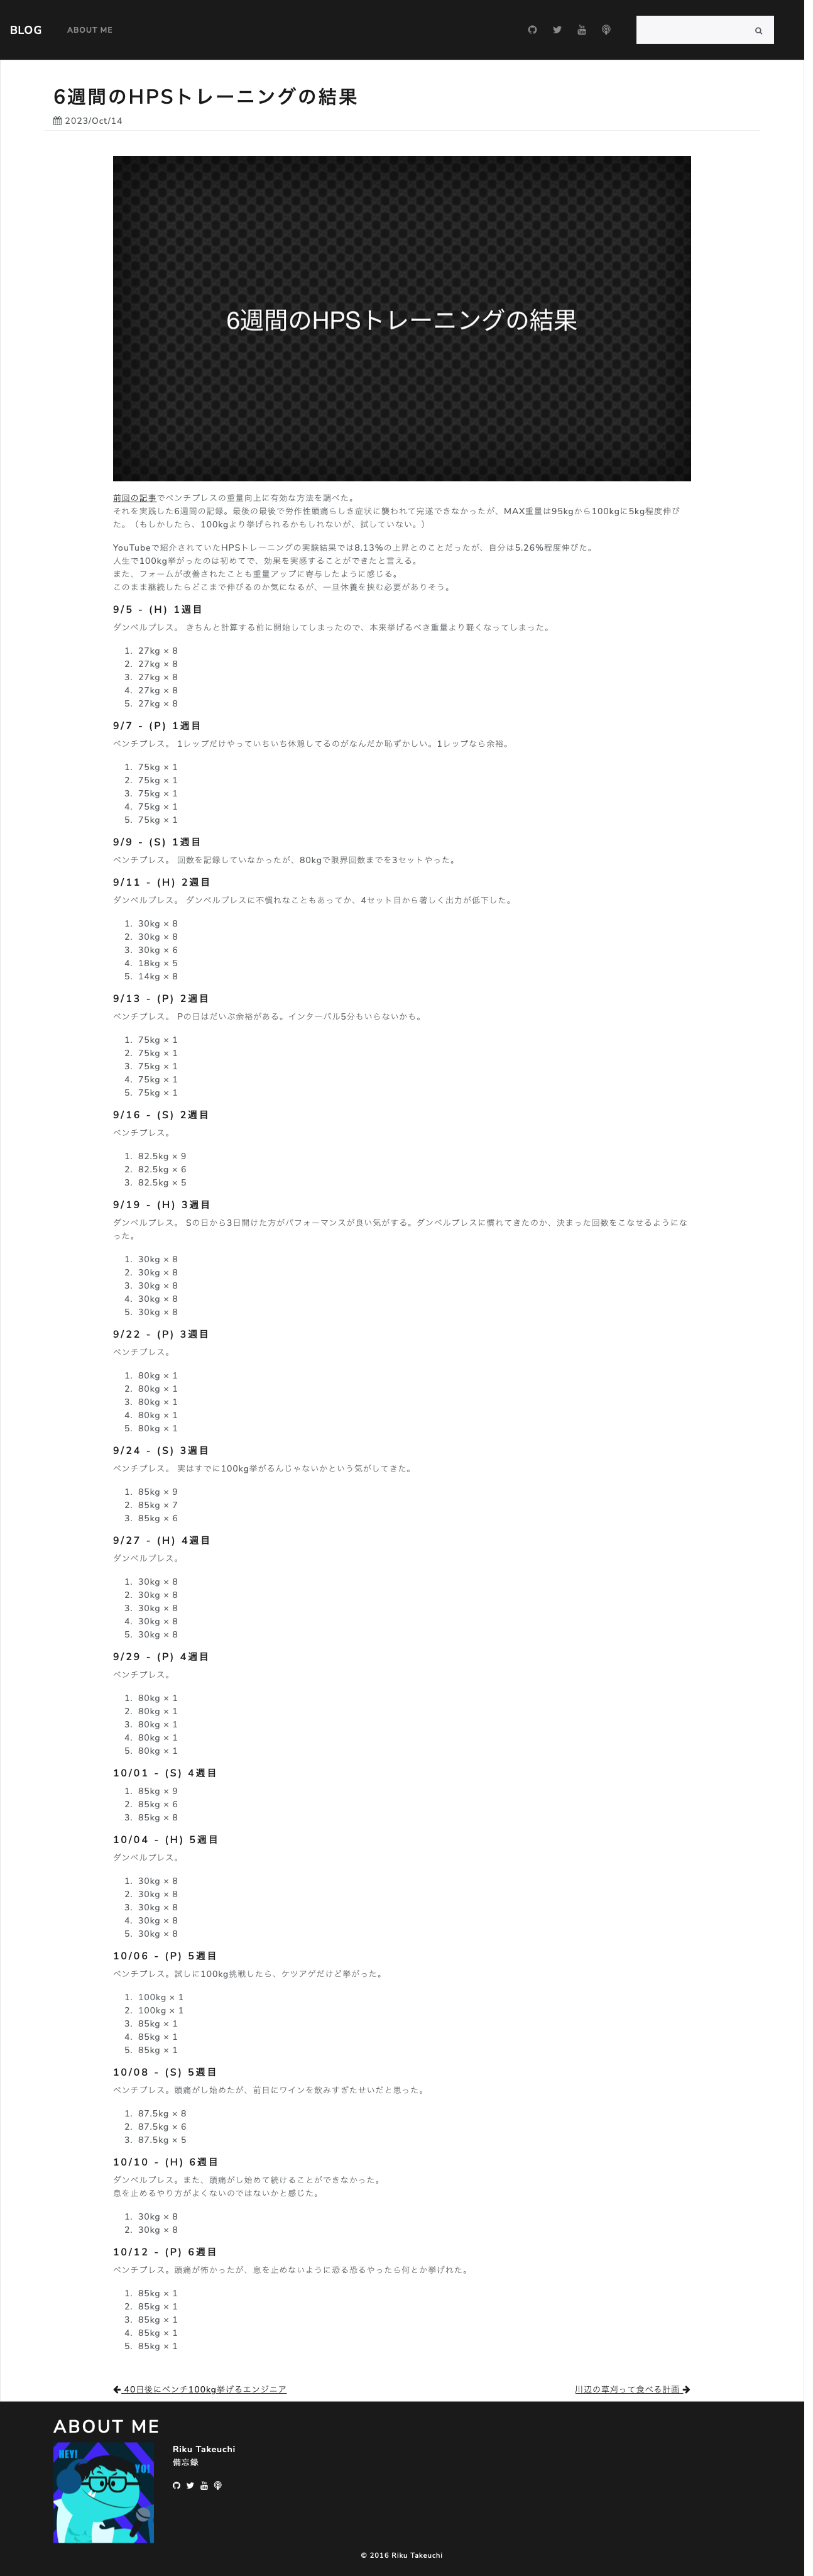 BLOG ABOUT ME
6週間のHPSトレーニングの結果
2023/Oct/14
6週間のHPSトレーニングの結果
前回の記事でベンチプレスの重量向上に有効な方法を調べた。
それを実践した6週間の記録。最後の最後で労作性頭痛らしき症状に襲われて完遂できなかったが、MAX重量は95kgから100kgに5kg程度伸び
た。（もしかしたら、100kgより挙げられるかもしれないが、試していない。）
YouTubeで紹介されていたHPSトレーニングの実験結果では8.13%の上昇とのことだったが、自分は5.26%程度伸びた。
人生で100kg挙がったのは初めてで、効果を実感することができたと言える。
また、フォームが改善されたことも重量アップに寄与したように感じる。
このまま継続したらどこまで伸びるのか気になるが、一旦休養を挟む必要がありそう。
9/5 - (H) 1週目
ダンベルプレス。 きちんと計算する前に開始してしまったので、本来挙げるべき重量より軽くなってしまった。
1. 27kg × 8
2. 27kg × 8
3. 27kg × 8
4. 27kg × 8
5. 27kg × 8
9/7 - (P) 1週目
ベンチプレス。 1レップだけやっていちいち休憩してるのがなんだか恥ずかしい。1レップなら余裕。
1. 75kg × 1
2. 75kg × 1
3. 75kg × 1
4. 75kg × 1
5. 75kg × 1
9/9 - (S) 1週目
ベンチプレス。 回数を記録していなかったが、80kgで限界回数までを3セットやった。
9/11 - (H) 2週目
ダンベルプレス。 ダンベルプレスに不慣れなこともあってか、4セット目から著しく出力が低下した。
1. 30kg × 8
2. 30kg × 8
3. 30kg × 6
4. 18kg × 5
5. 14kg × 8
9/13 - (P) 2週目
ベンチプレス。 Pの日はだいぶ余裕がある。インターバル5分もいらないかも。
1. 75kg × 1
2. 75kg × 1
3. 75kg × 1
4. 75kg × 1
5. 75kg × 1
9/16 - (S) 2週目
ベンチプレス。
1. 82.5kg × 9
2. 82.5kg × 6
3. 82.5kg × 5
9/19 - (H) 3週目
ダンベルプレス。 Sの日から3日開けた方がパフォーマンスが良い気がする。ダンベルプレスに慣れてきたのか、決まった回数をこなせるようにな
った。
1. 30kg × 8
2. 30kg × 8
3. 30kg × 8
4. 30kg × 8
5. 30kg × 8
9/22 - (P) 3週目
ベンチプレス。
1. 80kg × 1
2. 80kg × 1
3. 80kg × 1
4. 80kg × 1
5. 80kg × 1
9/24 - (S) 3週目
ベンチプレス。 実はすでに100kg挙がるんじゃないかという気がしてきた。
1. 85kg × 9
2. 85kg × 7
3. 85kg × 6
9/27 - (H) 4週目
ダンベルプレス。
1. 30kg × 8
2. 30kg × 8
3. 30kg × 8
4. 30kg × 8
5. 30kg × 8
9/29 - (P) 4週目
ベンチプレス。
1. 80kg × 1
2. 80kg × 1
3. 80kg × 1
4. 80kg × 1
5. 80kg × 1
10/01 - (S) 4週目
1. 85kg × 9
2. 85kg × 6
3. 85kg × 8
10/04 - (H) 5週目
ダンベルプレス。
1. 30kg × 8
2. 30kg × 8
3. 30kg × 8
4. 30kg × 8
5. 30kg × 8
10/06 - (P) 5週目
ベンチプレス。試しに100kg挑戦したら、ケツアゲだけど挙がった。
1. 100kg × 1
2. 100kg × 1
3. 85kg × 1
4. 85kg × 1
5. 85kg × 1
10/08 - (S) 5週目
ベンチプレス。頭痛がし始めたが、前日にワインを飲みすぎたせいだと思った。
1. 87.5kg × 8
2. 87.5kg × 6
3. 87.5kg × 5
10/10 - (H) 6週目
ダンベルプレス。また、頭痛がし始めて続けることができなかった。
息を止めるやり方がよくないのではないかと感じた。
1. 30kg × 8
2. 30kg × 8
10/12 - (P) 6週目
ベンチプレス。頭痛が怖かったが、息を止めないように恐る恐るやったら何とか挙げれた。
1. 85kg × 1
2. 85kg × 1
3. 85kg × 1
4. 85kg × 1
5. 85kg × 1
40日後にベンチ100kg挙げるエンジニア 川辺の草刈って食べる計画
ABOUT ME
HEY! YO!
Riku Takeuchi
備忘録
© 2016 Riku Takeuchi